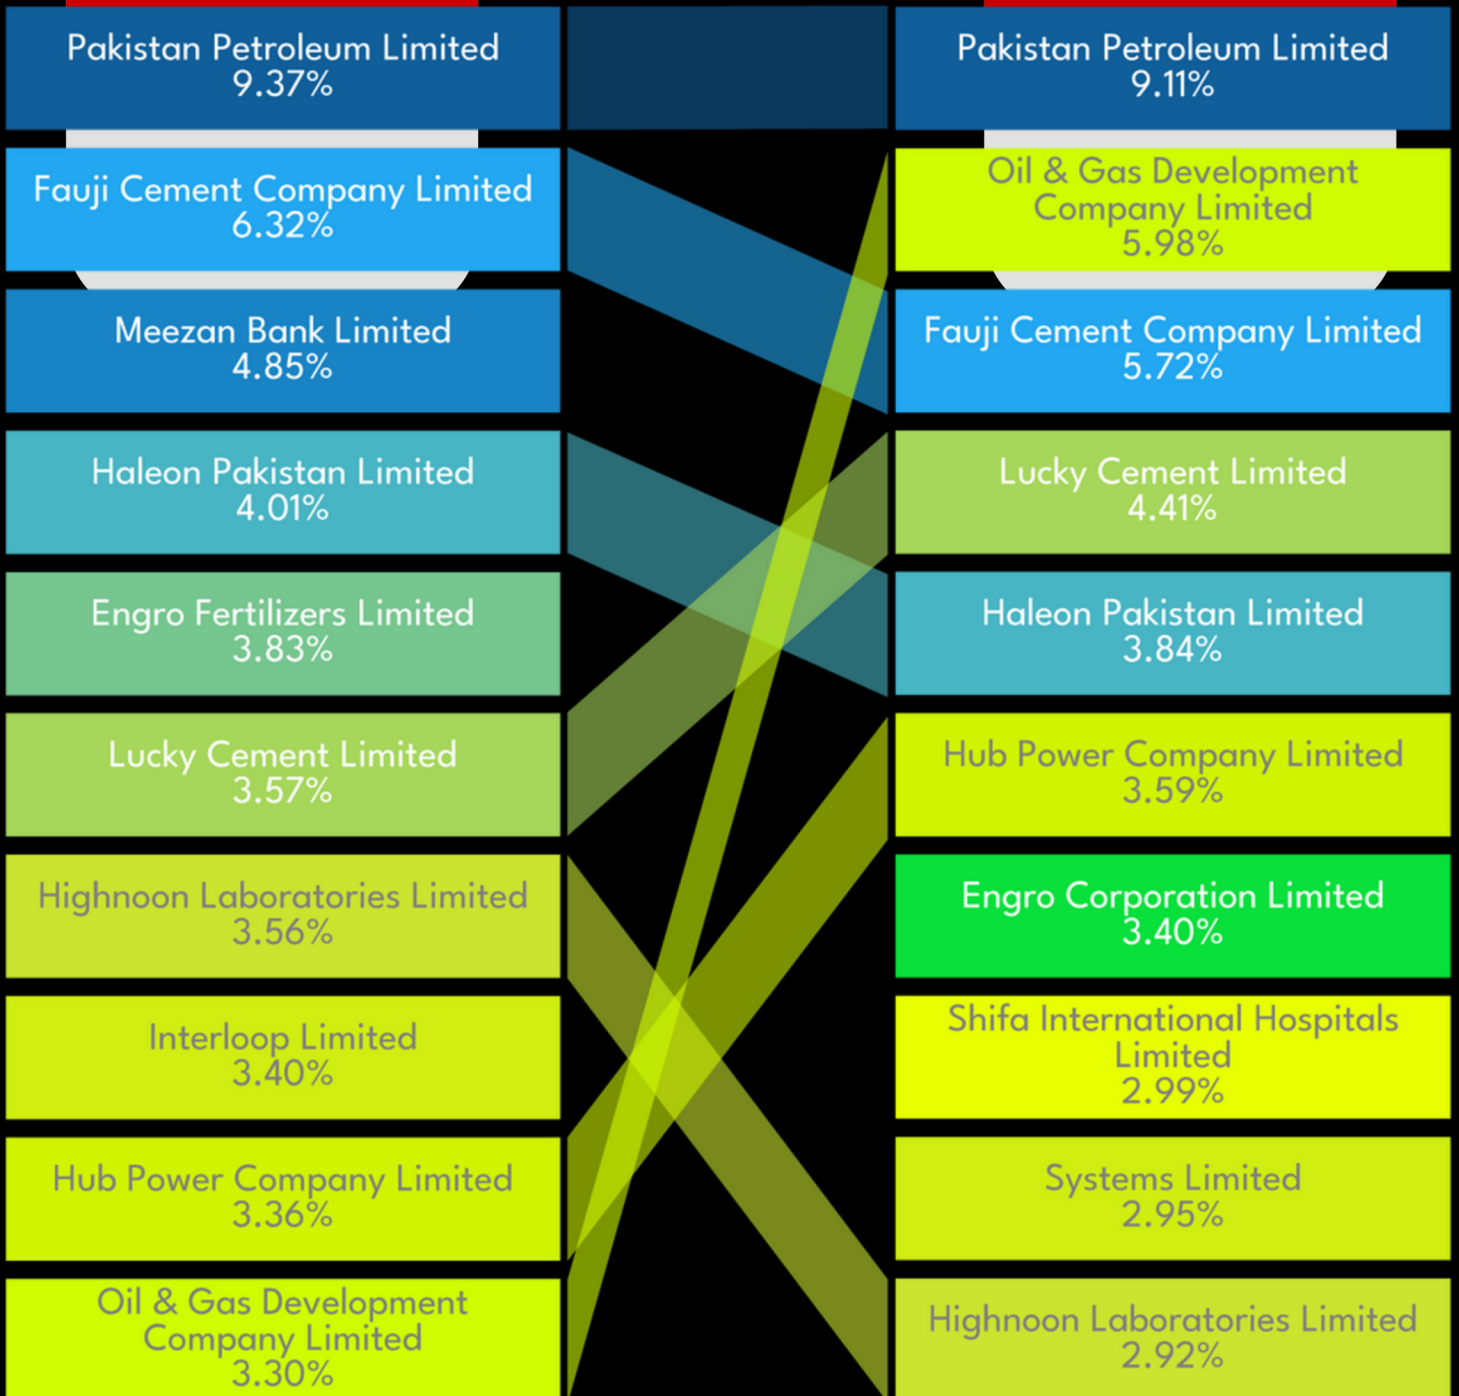 Pakistan Petroleum Limited
9.37%
Fauji Cement Company Limited
6.32%
Meezan Bank Limited
4.85%
Haleon Pakistan Limited
4.01%
Engro Fertilizers Limited
3.83%
Lucky Cement Limited
3.57%
Highnoon Laboratories Limited
3.56%
Interloop Limited
3.40%
Hub Power Company Limited
3.36%
Oil & Gas Development
Company Limited
3.30%
Pakistan Petroleum Limited
9.11%
Oil & Gas Development
Company Limited
5.98%
Fauji Cement Company Limited
5.72%
Lucky Cement Limited
4.41%
Haleon Pakistan Limited
3.84%
Hub Power Company Limited
3.59%
Engro Corporation Limited
3.40%
Shifa International Hospitals
Limited
2.99%
Systems Limited
2.95%
Highnoon Laboratories Limited
2.92%